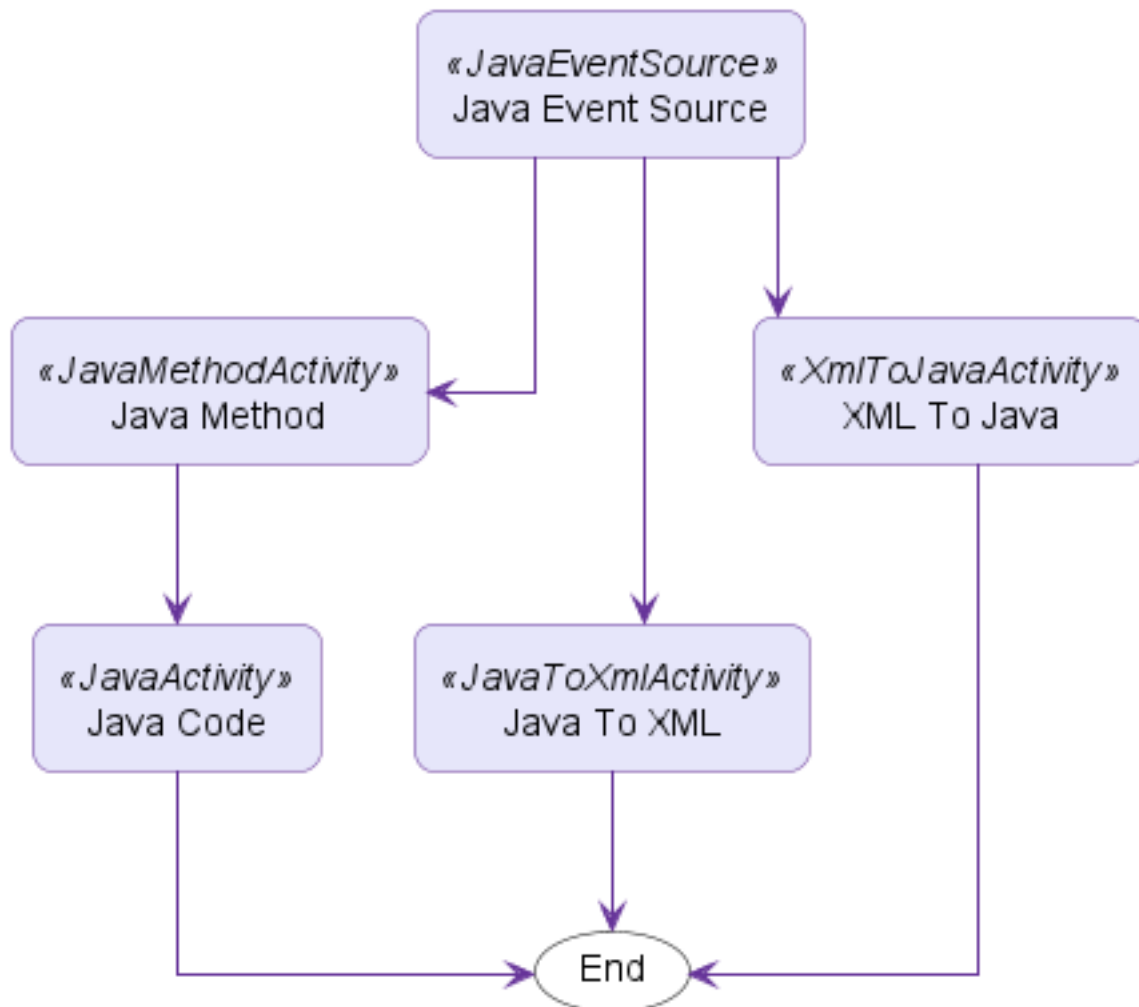 «JavaEventSource»
Java Event Source
«JavaMethodActivity»
Java Method
«XmlToJavaActivity»
XML To Java
«JavaActivity»
Java Code
«JavaToXmlActivity»
Java To XML
End